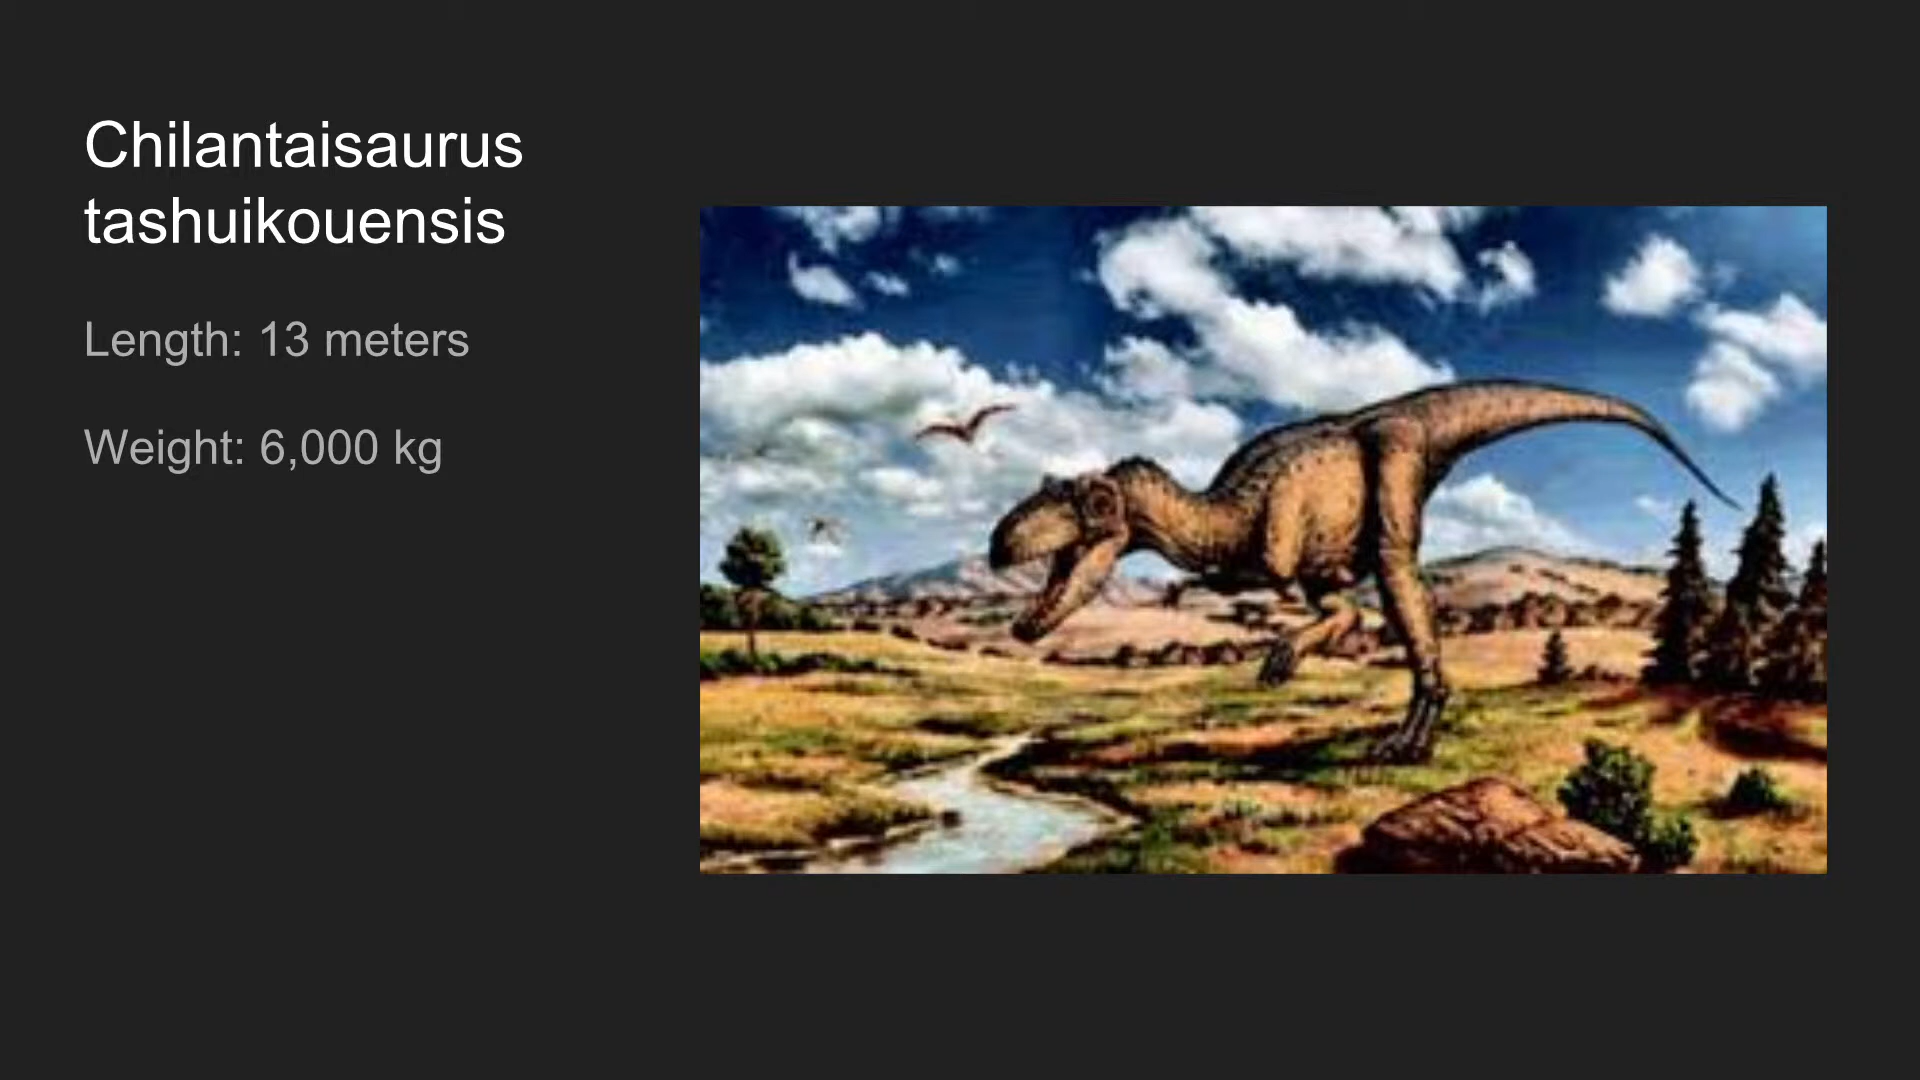 Chilantaisaurus
tashuikouensis
Length: 13 meters
Weight: 6,000 kg